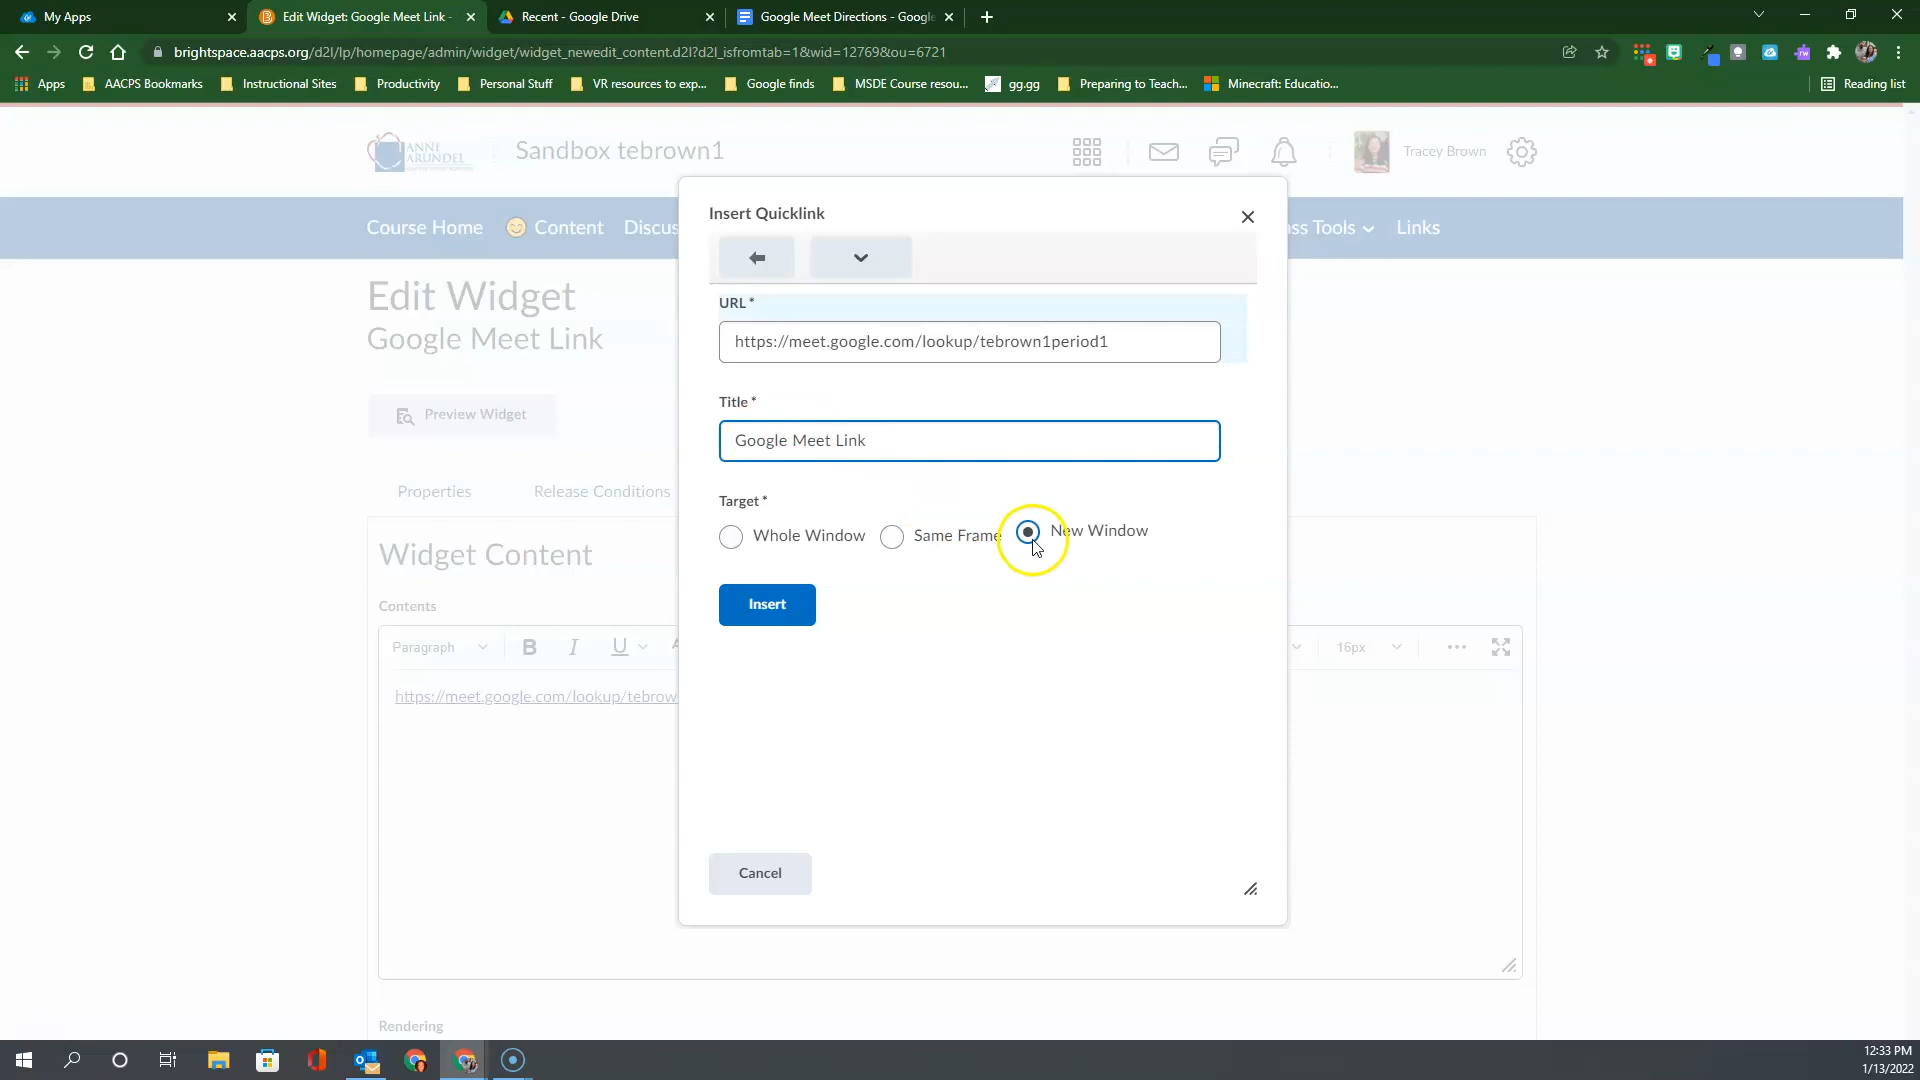 My Apps
Edit Widget: Google Meet Link -
Recent - Google Drive
Google Meet Directions - Google
brightspace.aacps.org/d2l/lp/homepage/admin/widget/widget_newedit_content.d2l?d2l_isfromtab=1&wid=12769&ou=6721
Apps
AACPS Bookmarks
Instructional Sites
Productivity
Personal Stuff
VR resources to exp...
Google finds
MSDE Course resou...
gg.gg
Preparing to Teach...
Minecraft: Educatio...
Reading list
ANNE
ARUNDEL
Sandbox tebrown1
Tracey Brown
Course Home
Content
Discus
ass Tools
Links
Edit Widget
Google Meet Link
Preview Widget
Properties
Release Conditions
Widget Content
Contents
Paragraph
B I U A
16px
https://meet.google.com/lookup/tebrow
Rendering
Insert Quicklink
URL *
https://meet.google.com/lookup/tebrown1period1
Title *
Google Meet Link
Target *
Whole Window
Same Frame
New Window
Insert
Cancel
12:33 PM
1/13/2022